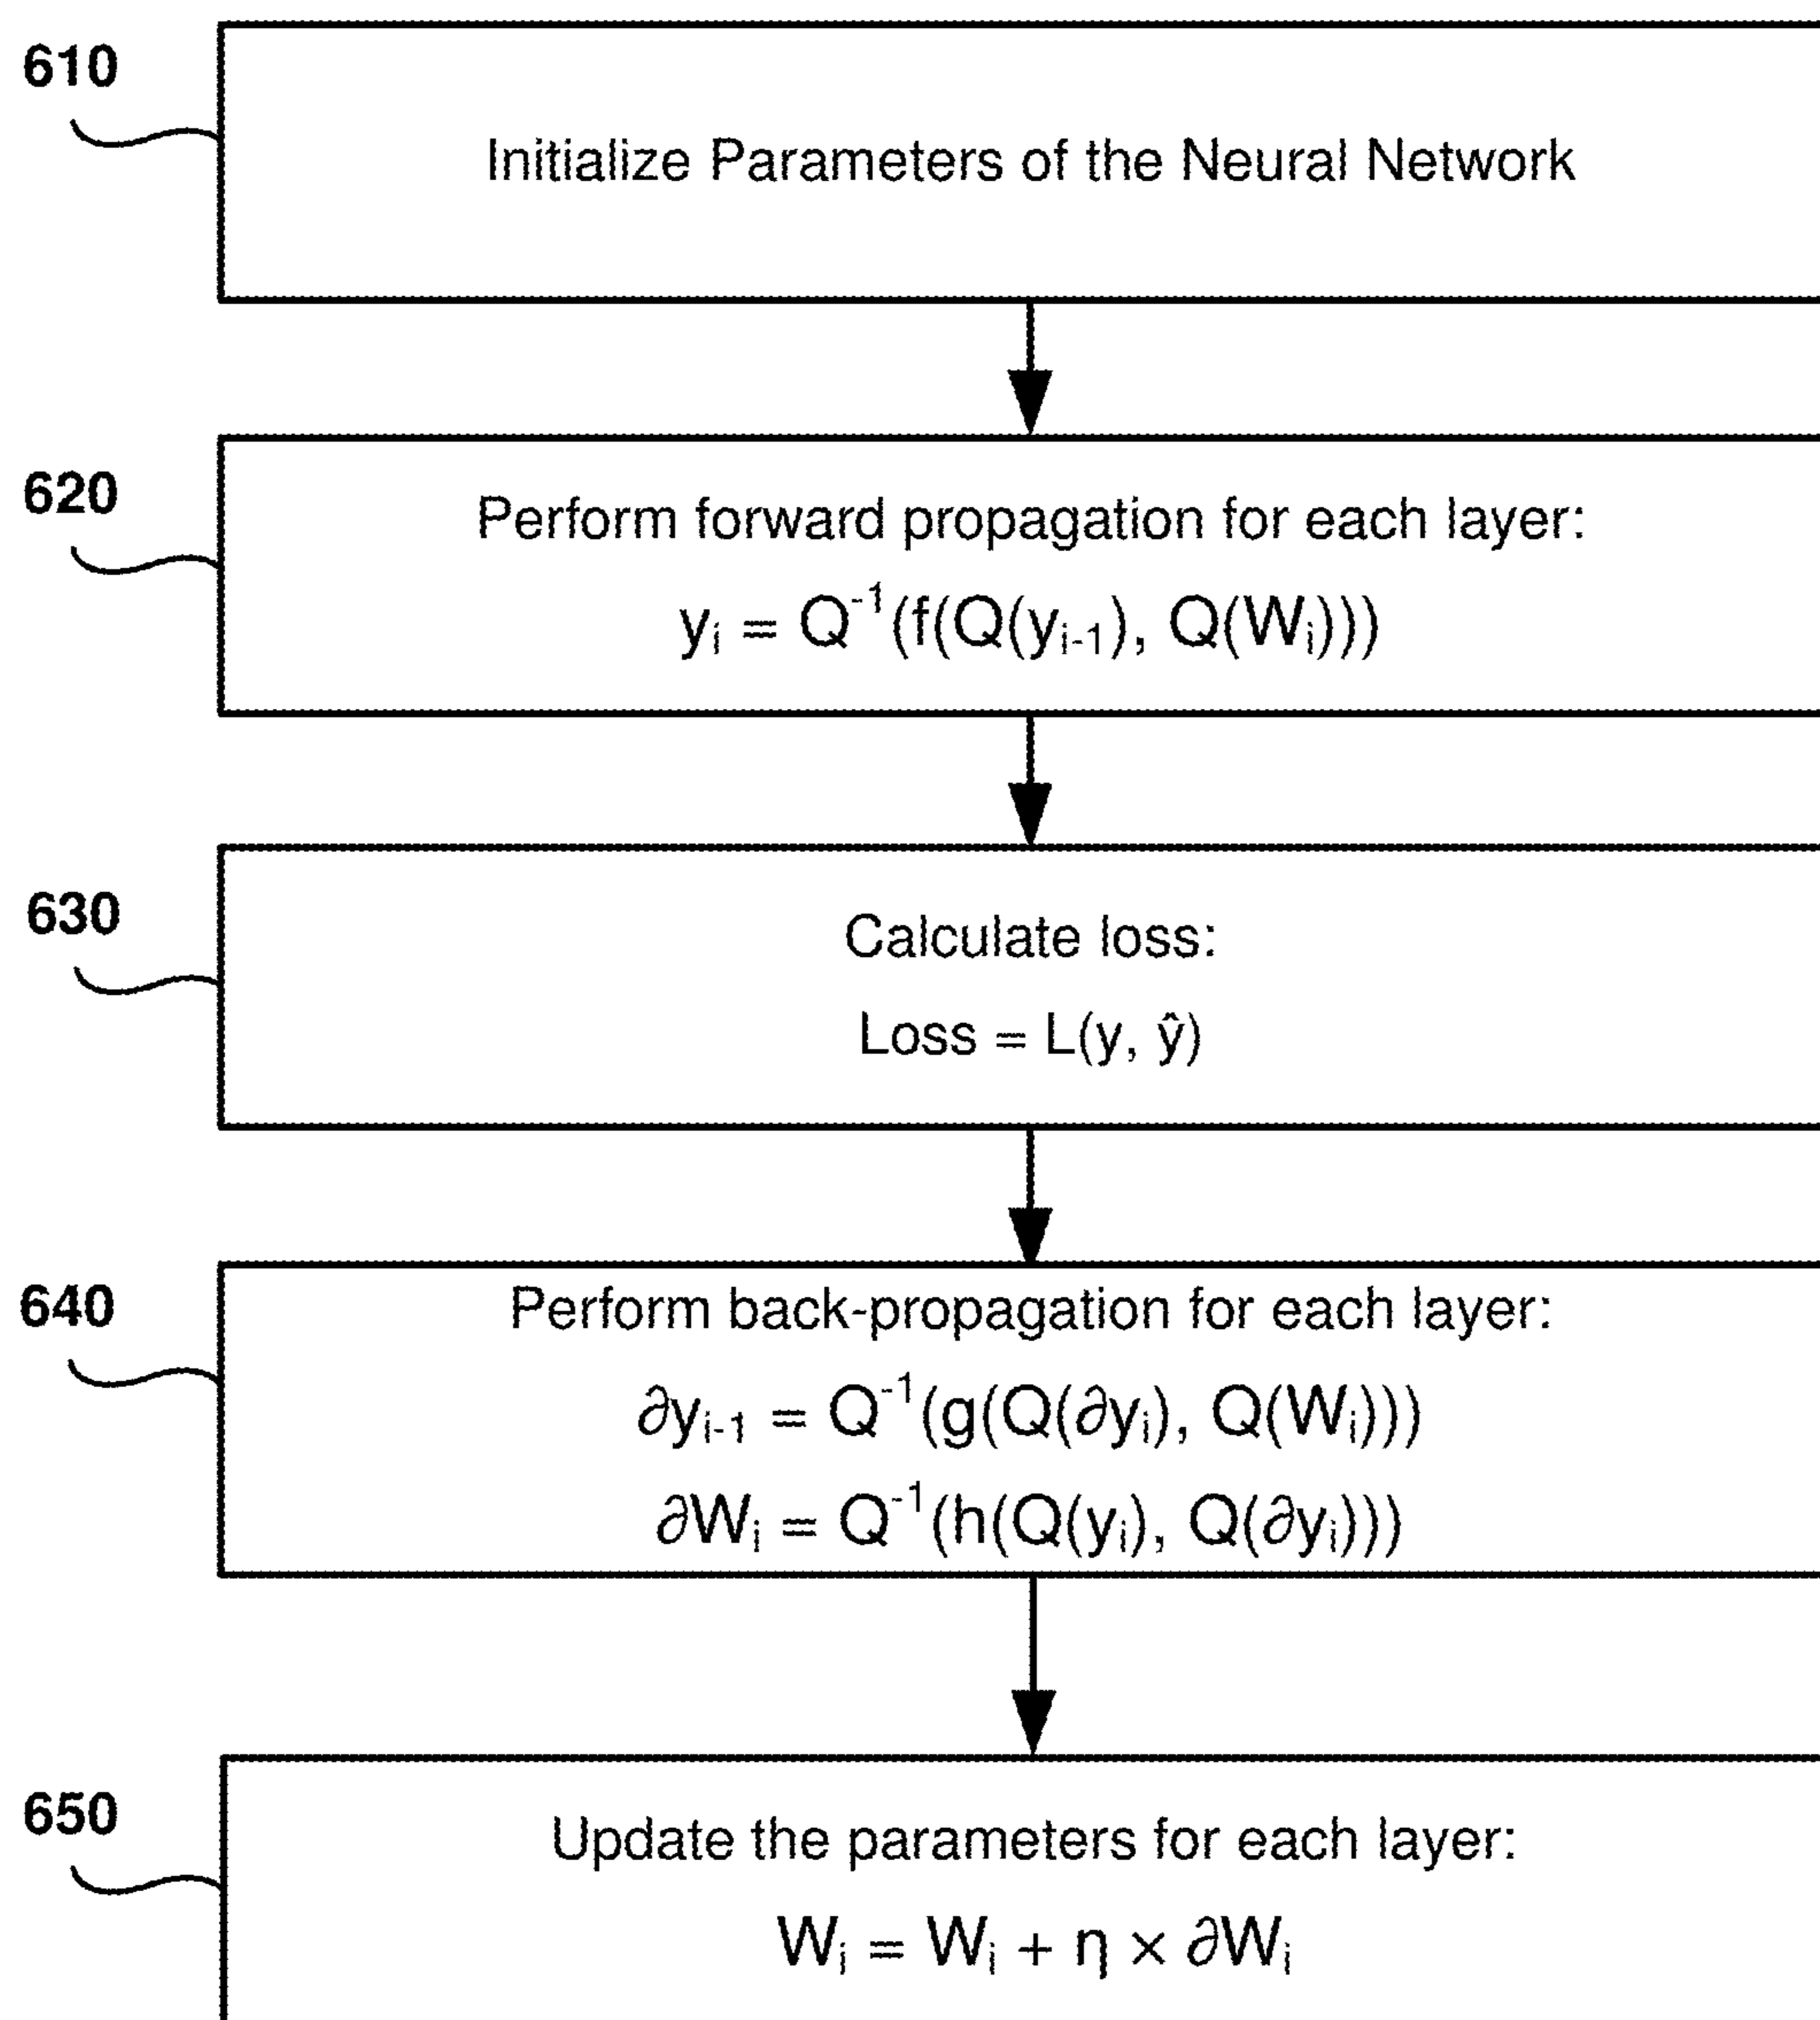 610
Initialize Parameters of the Neural Network
620
Perform forward propagation for each layer:
yᵢ = Q⁻¹(f(Q(yᵢ₋₁), Q(Wᵢ)))
630
Calculate loss:
Loss = L(y, ŷ)
640
Perform back-propagation for each layer:
∂yᵢ₋₁ = Q⁻¹(g(Q(∂yᵢ), Q(Wᵢ)))
∂Wᵢ = Q⁻¹(h(Q(yᵢ), Q(∂yᵢ)))
650
Update the parameters for each layer:
Wᵢ = Wᵢ + η × ∂Wᵢ